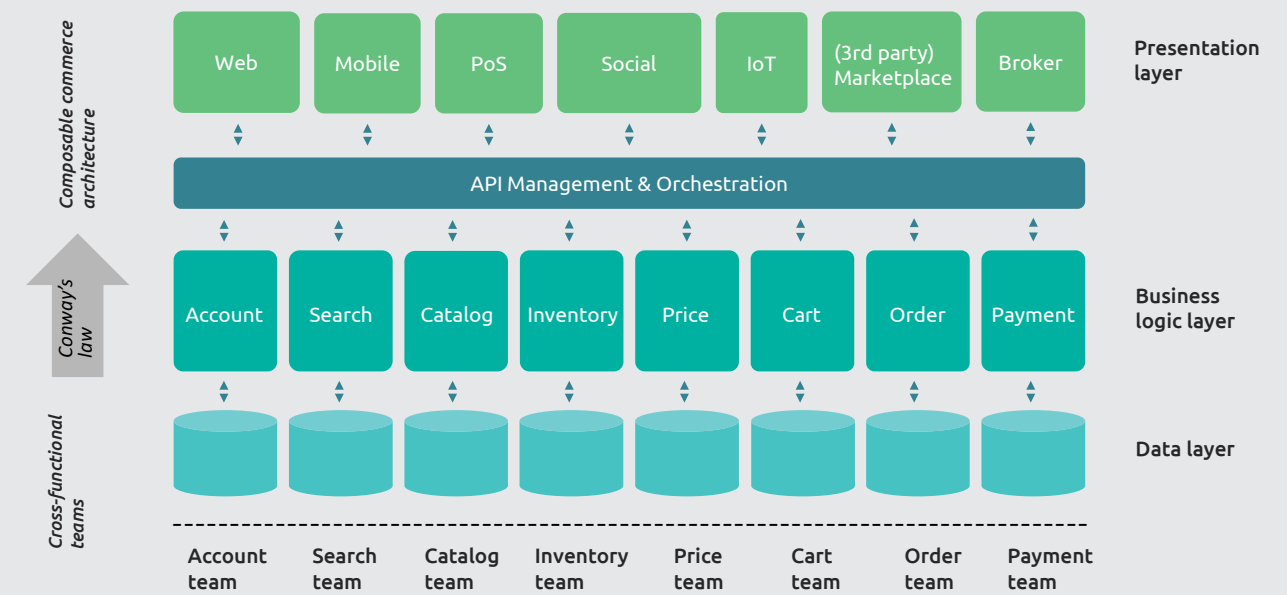 Composable commerce
architecture
Web
Mobile
PoS
Social
IoT
(3rd party)
Marketplace
Broker
Presentation
layer
API Management & Orchestration
Conway's
law
Account
Search
Catalog
Inventory
Price
Cart
Order
Payment
Business
logic layer
Data layer
Cross-functional
teams
Account
team
Search
team
Catalog
team
Inventory
team
Price
team
Cart
team
Order
team
Payment
team